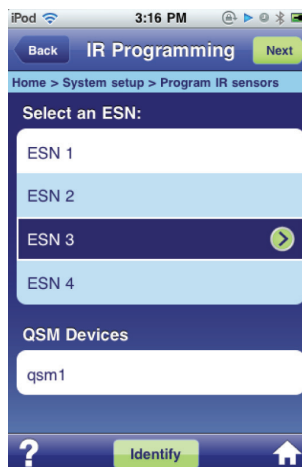 iPod 3:16 PM
Back IR Programming Next
Home > System setup > Program IR sensors
Select an ESN:
ESN 1
ESN 2
ESN 3
ESN 4
QSM Devices
qsm1
? Identify